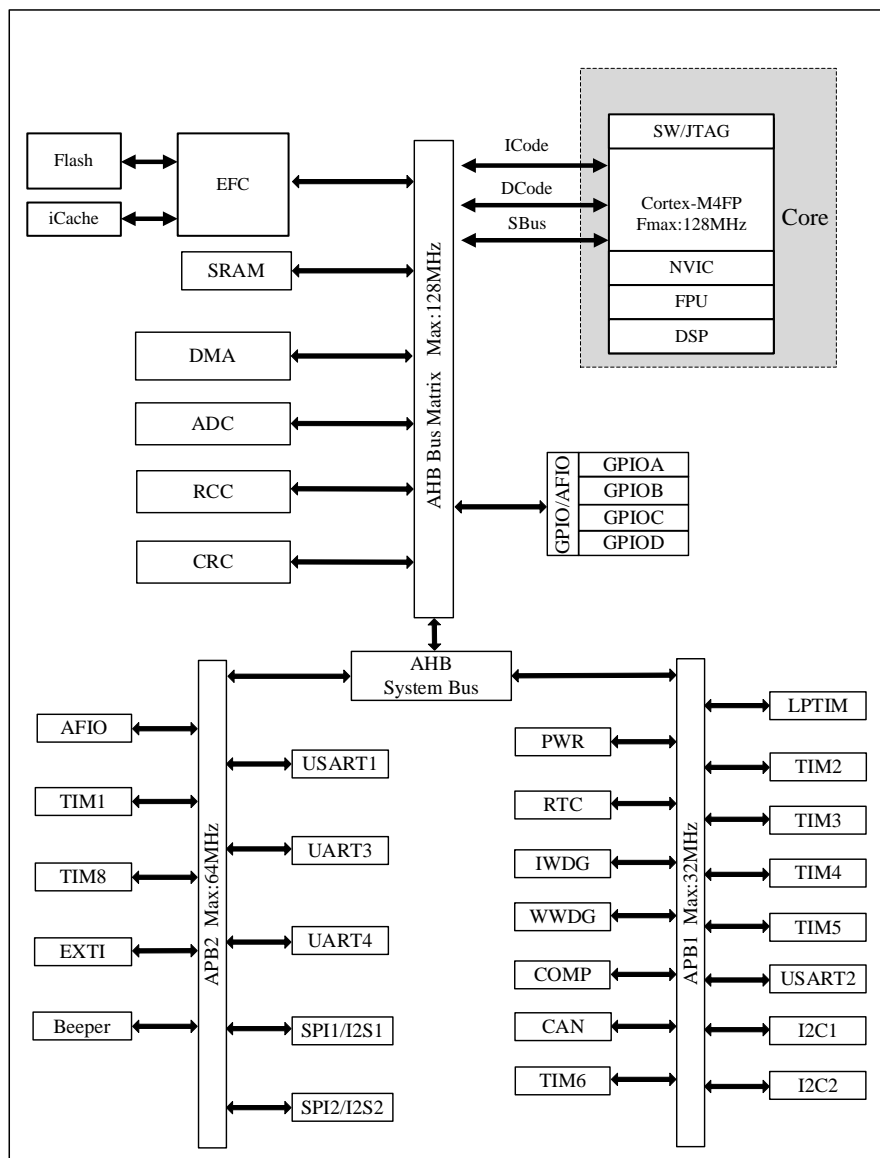 SW/JTAG
ICode
Flash
EFC
DCode
Cortex-M4FP
Fmax:128MHz
Core
iCache
SBus
NVIC
SRAM
FPU
DSP
AHB Bus Matrix Max:128MHz
DMA
ADC
GPIO/AFIO
GPIOA
GPIOB
GPIOC
GPIOD
RCC
CRC
AHB
System Bus
APB2 Max:64MHz
AFIO
USART1
TIM1
UART3
TIM8
UART4
EXTI
Beeper
SPI1/I2S1
SPI2/I2S2
APB1 Max:32MHz
LPTIM
PWR
TIM2
RTC
TIM3
IWDG
TIM4
WWDG
TIM5
COMP
USART2
CAN
I2C1
TIM6
I2C2